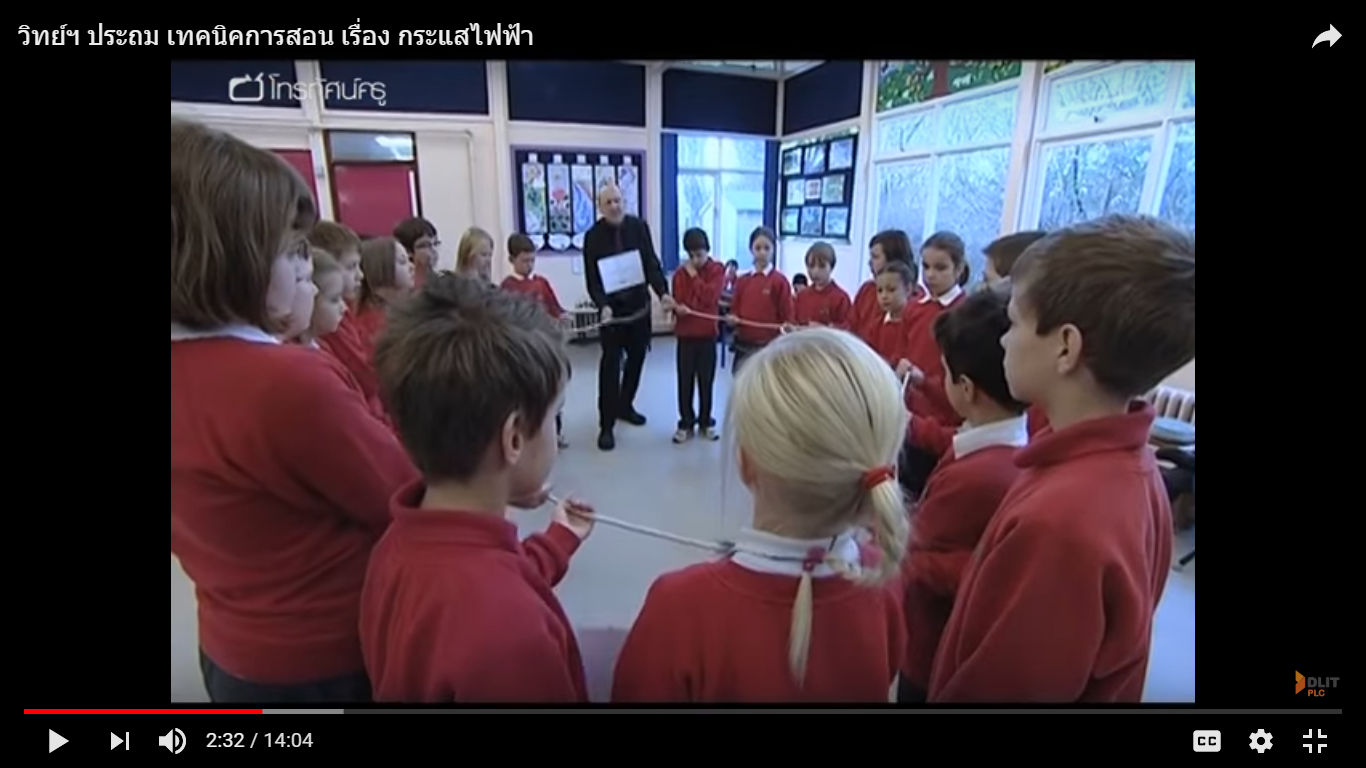 วิทย์ฯ ประถม เทคนิคการสอน เรื่อง กระแสไฟฟ้า
โทรทัศน์ครู
DLIT
PLC
2:32 / 14:04
CC